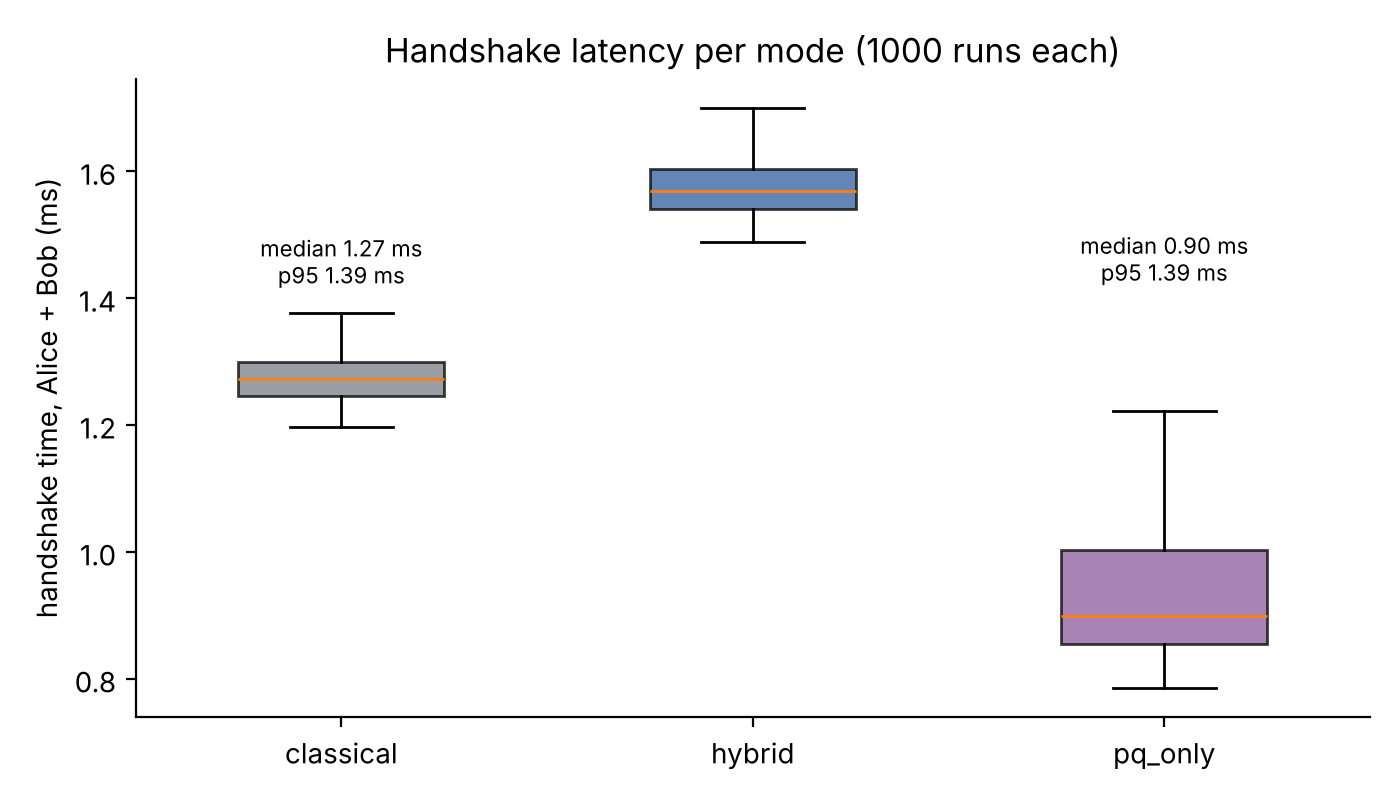 Handshake latency per mode (1000 runs each)
handshake time, Alice + Bob (ms)
1.6
1.4
1.2
1.0
0.8
median 1.27 ms
p95 1.39 ms
median 0.90 ms
p95 1.39 ms
classical
hybrid
pq_only